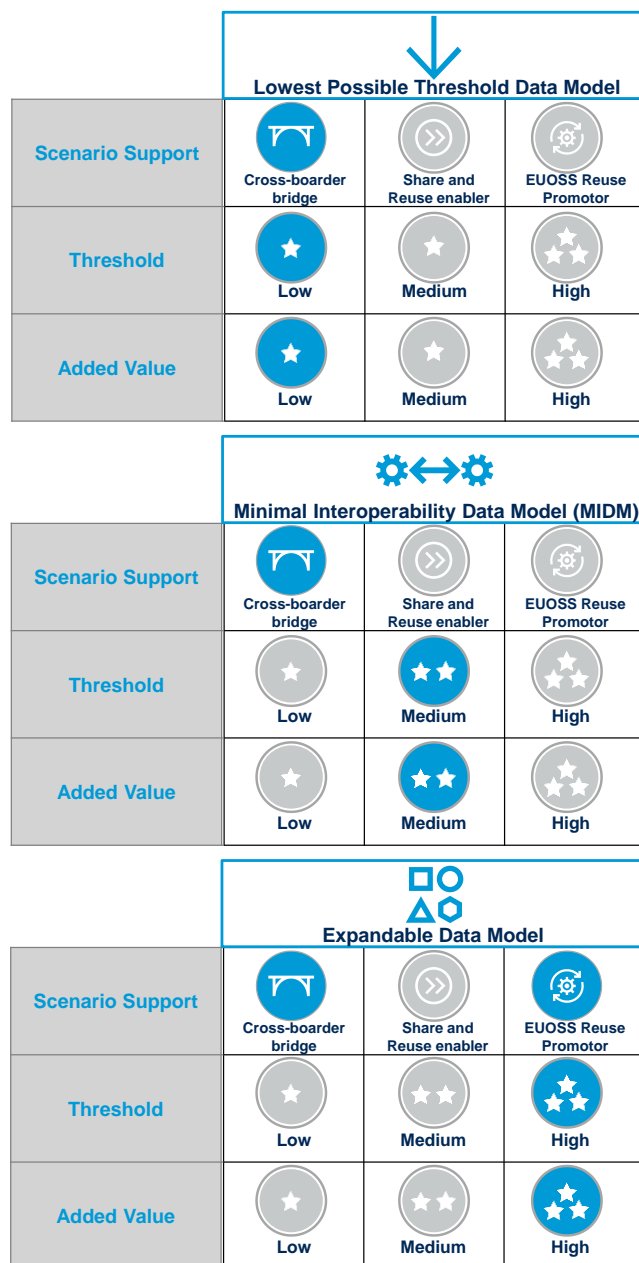 Lowest Possible Threshold Data Model
Scenario Support
Cross-boarder
bridge
Share and
Reuse enabler
EUOSS Reuse
Promotor
Threshold
Low
Medium
High
Added Value
Low
Medium
High
Minimal Interoperability Data Model (MIDM)
Scenario Support
Cross-boarder
bridge
Share and
Reuse enabler
EUOSS Reuse
Promotor
Threshold
Low
Medium
High
Added Value
Low
Medium
High
Expandable Data Model
Scenario Support
Cross-boarder
bridge
Share and
Reuse enabler
EUOSS Reuse
Promotor
Threshold
Low
Medium
High
Added Value
Low
Medium
High